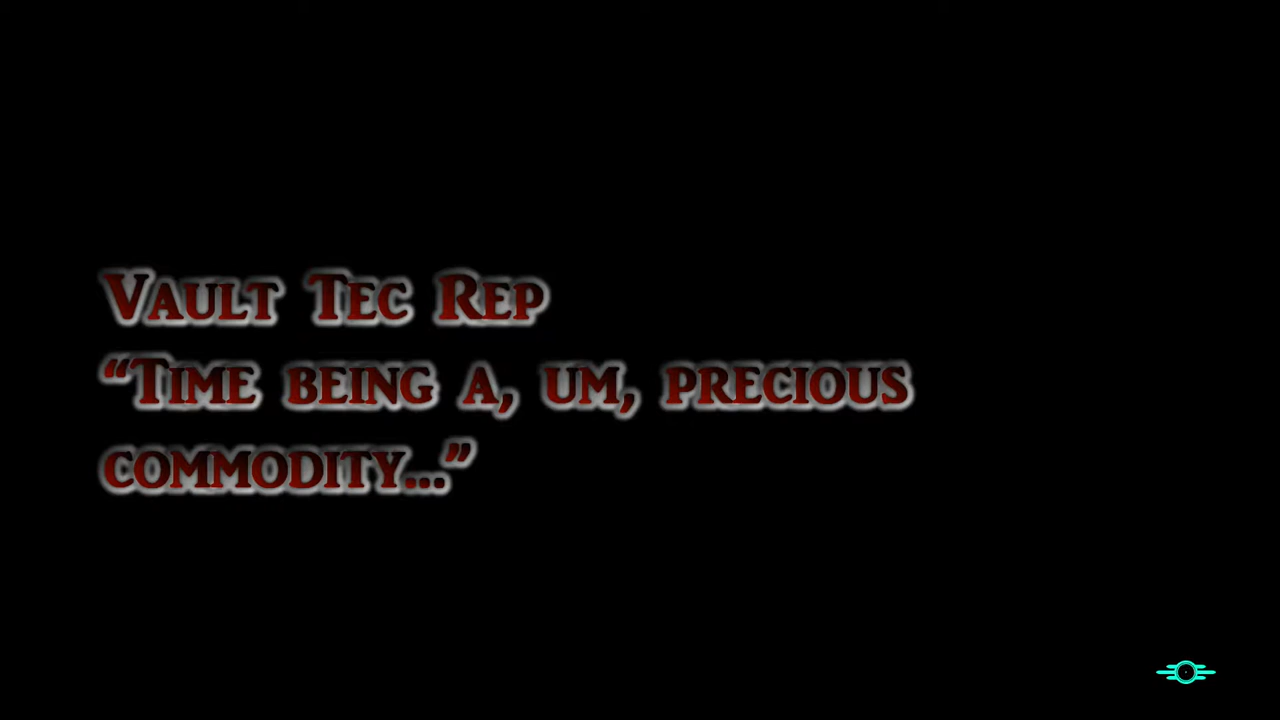 Vault Tec Rep
“Time being a, um, precious
commodity...”